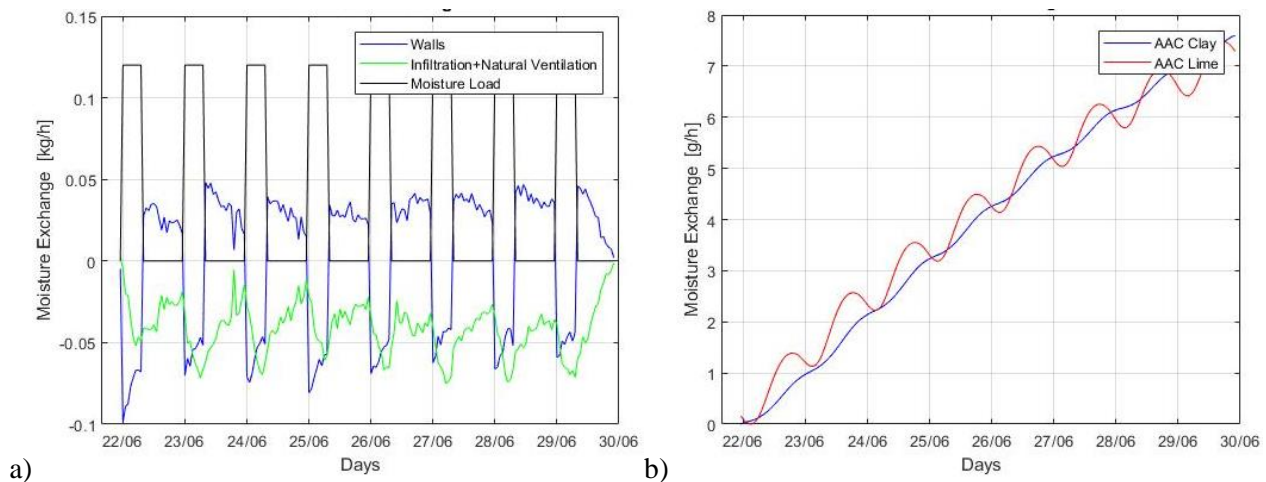 0.15
0.1
0.05
0
-0.05
-0.1
Moisture Exchange [kg/h]
Walls
Infiltration+Natural Ventilation
Moisture Load
22/06 23/06 24/06 25/06 26/06 27/06 28/06 29/06 30/06
Days
a)
8
7
6
5
4
3
2
1
0
Moisture Exchange [g/h]
AAC Clay
AAC Lime
22/06 23/06 24/06 25/06 26/06 27/06 28/06 29/06 30/06
Days
b)